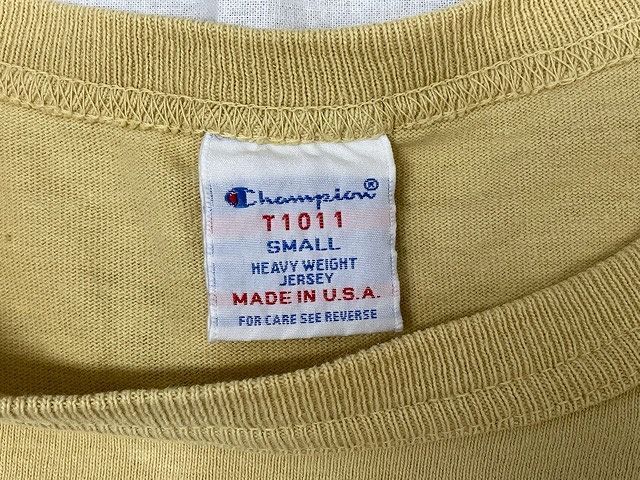 Champion®
T1011
SMALL
HEAVY WEIGHT
JERSEY
MADE IN U.S.A.
FOR CARE SEE REVERSE